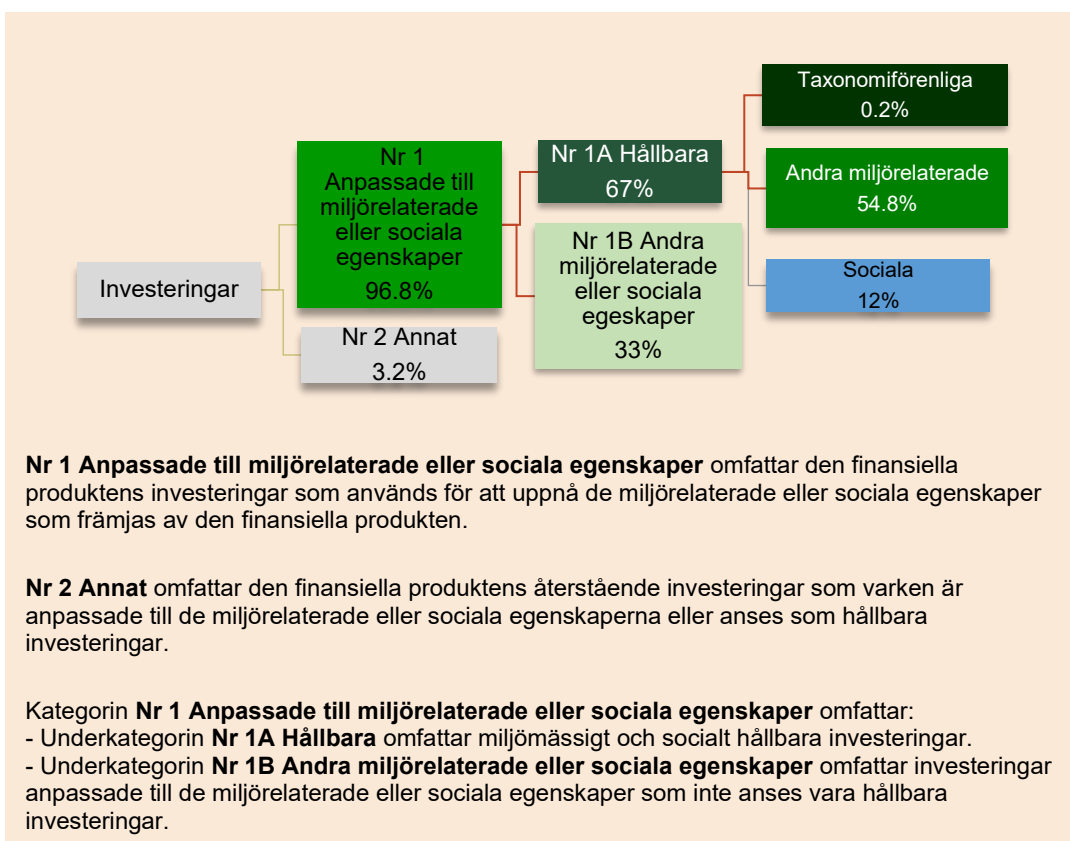 Investeringar
Nr 1
Anpassade till
miljörelaterade
eller sociala
egenskaper
96.8%
Nr 2 Annat
3.2%
Nr 1A Hållbara
67%
Nr 1B Andra
miljörelaterade
eller sociala
egeskaper
33%
Taxonomiförenliga
0.2%
Andra miljörelaterade
54.8%
Sociala
12%
Nr 1 Anpassade till miljörelaterade eller sociala egenskaper omfattar den finansiella
produktens investeringar som används för att uppnå de miljörelaterade eller sociala egenskaper
som främjas av den finansiella produkten.
Nr 2 Annat omfattar den finansiella produktens återstående investeringar som varken är
anpassade till de miljörelaterade eller sociala egenskaperna eller anses som hållbara
investeringar.
Kategorin Nr 1 Anpassade till miljörelaterade eller sociala egenskaper omfattar:
- Underkategorin Nr 1A Hållbara omfattar miljömässigt och socialt hållbara investeringar.
- Underkategorin Nr 1B Andra miljörelaterade eller sociala egenskaper omfattar investeringar
anpassade till de miljörelaterade eller sociala egenskaper som inte anses vara hållbara
investeringar.